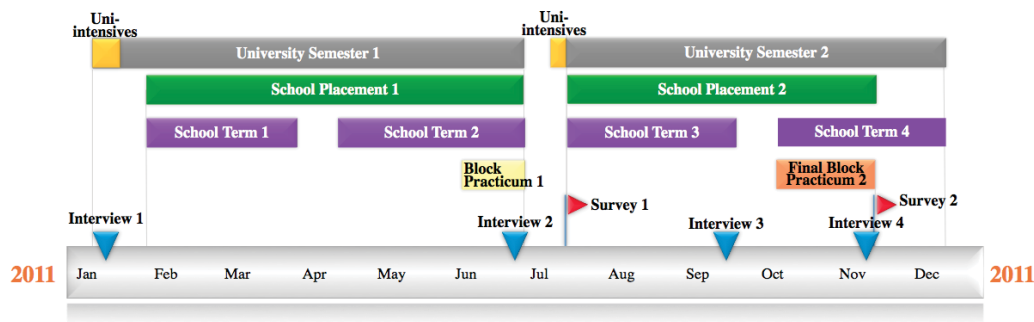 Uni-
intensives
Uni-
intensives
University Semester 1
University Semester 2
School Placement 1
School Placement 2
School Term 1
School Term 2
School Term 3
School Term 4
Block
Practicum 1
Final Block
Practicum 2
Survey 1
Survey 2
Interview 1
Interview 2
Interview 3
Interview 4
2011 Jan Feb Mar Apr May Jun Jul Aug Sep Oct Nov Dec 2011